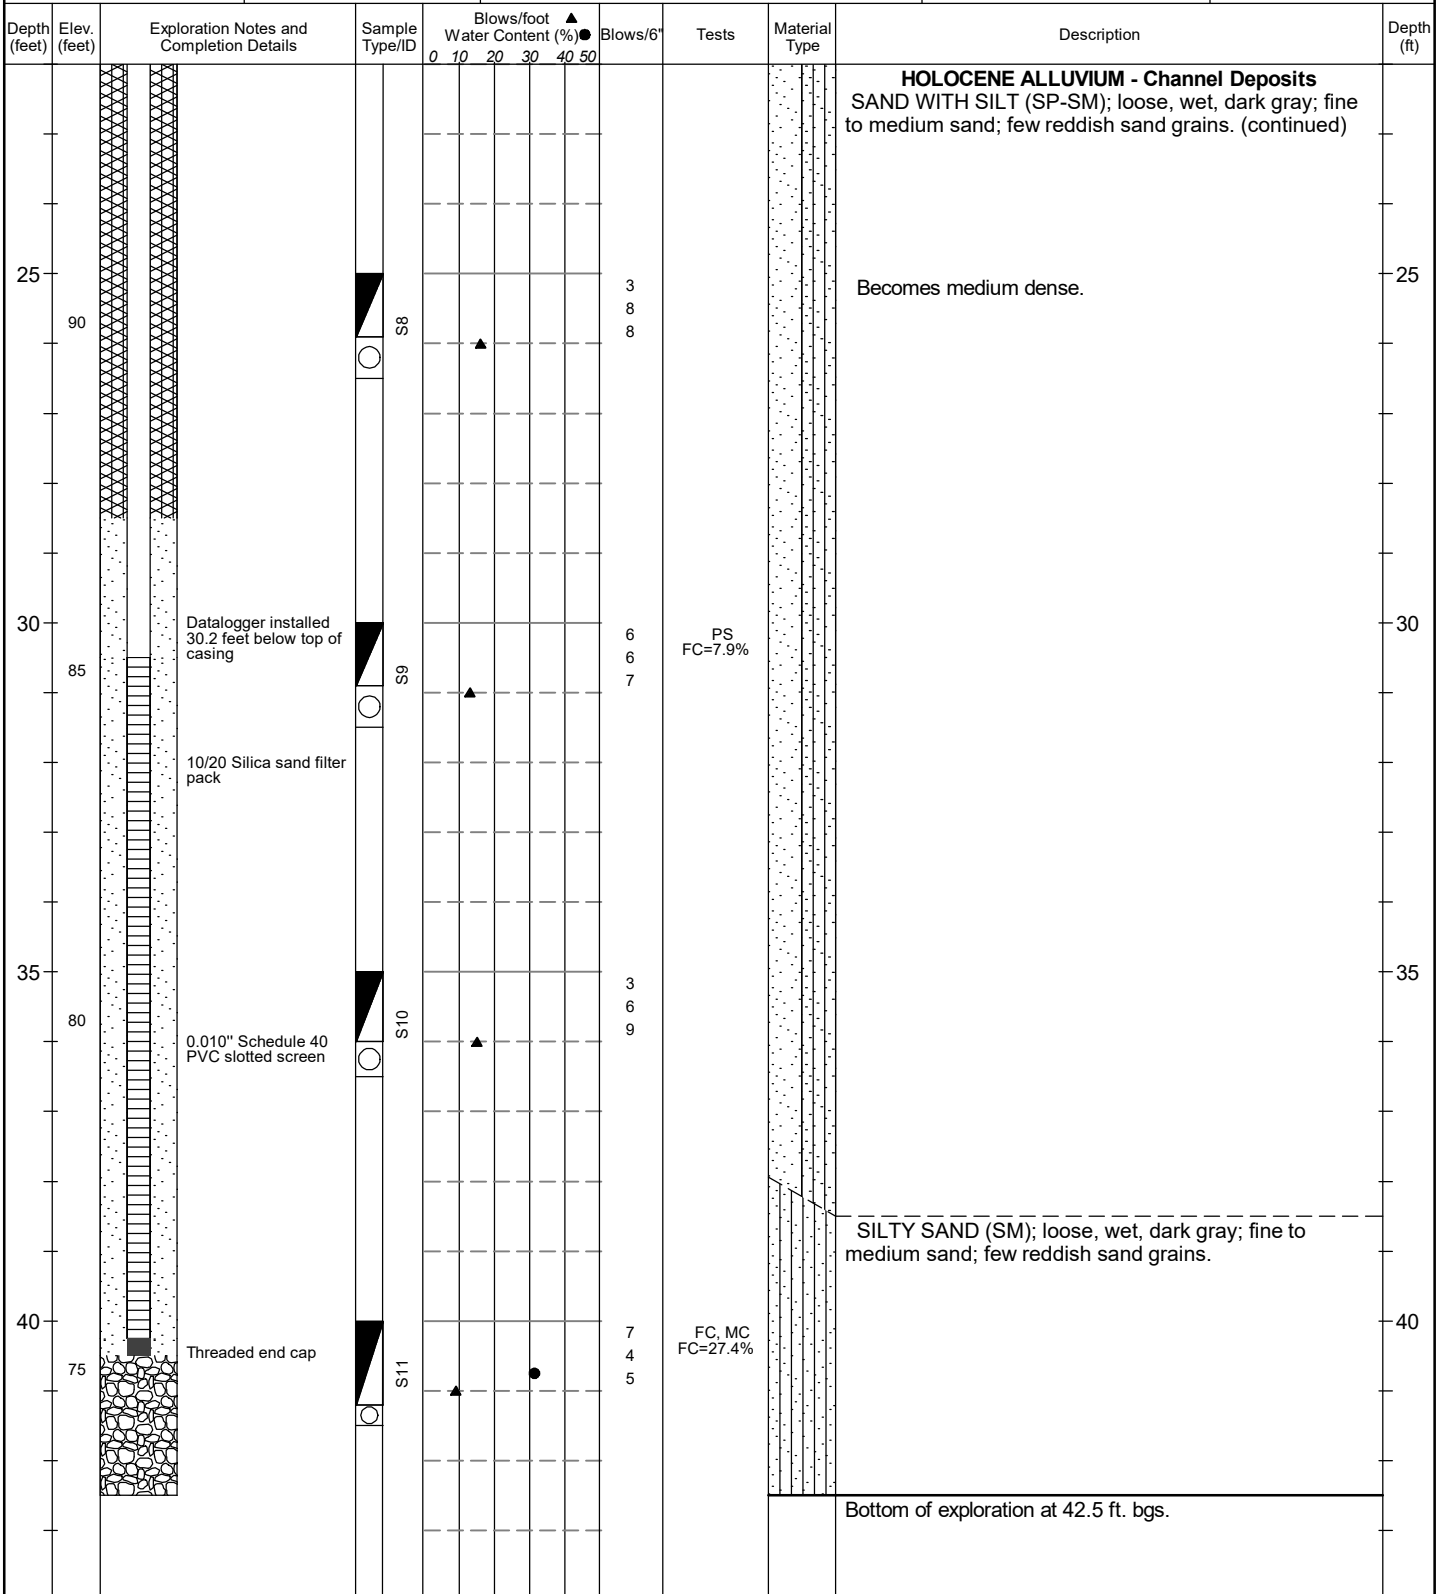 Depth
(feet)
Elev.
(feet)
Exploration Notes and
Completion Details
Sample
Type/ID
Blows/foot ▲
Water Content (%)●
0 10 20 30 40 50
Blows/6"
Tests
Material
Type
Description
Depth
(ft)
HOLOCENE ALLUVIUM - Channel Deposits
SAND WITH SILT (SP-SM); loose, wet, dark gray; fine
to medium sand; few reddish sand grains. (continued)
25
90
S8
3
8
8
Becomes medium dense.
25
30
85
Datalogger installed
30.2 feet below top of
casing
S9
6
6
7
PS
FC=7.9%
30
10/20 Silica sand filter
pack
35
80
0.010" Schedule 40
PVC slotted screen
S10
3
6
9
35
SILTY SAND (SM); loose, wet, dark gray; fine to
medium sand; few reddish sand grains.
40
75
Threaded end cap
S11
7
4
5
FC, MC
FC=27.4%
40
Bottom of exploration at 42.5 ft. bgs.